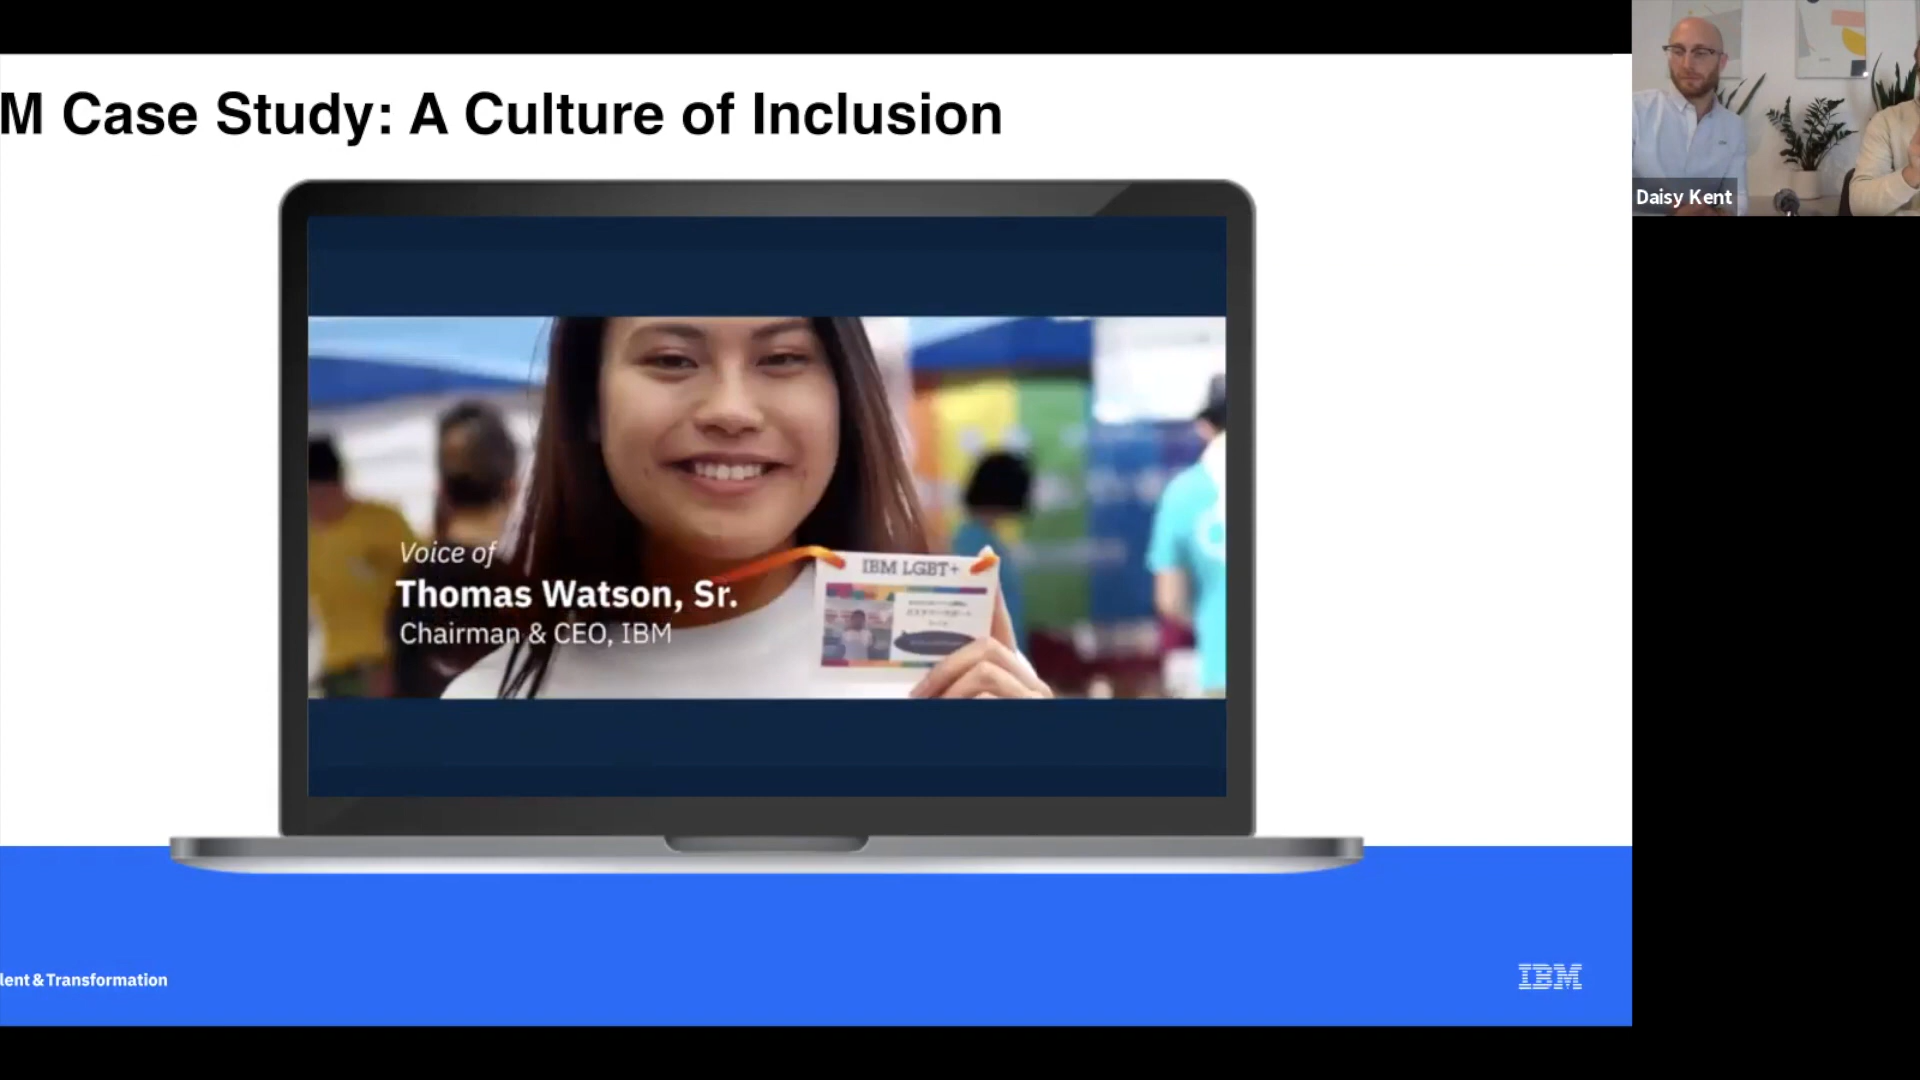 M Case Study: A Culture of Inclusion
Daisy Kent
Voice of
Thomas Watson, Sr.
Chairman & CEO, IBM
IBM LGBT+
lent & Transformation
IBM